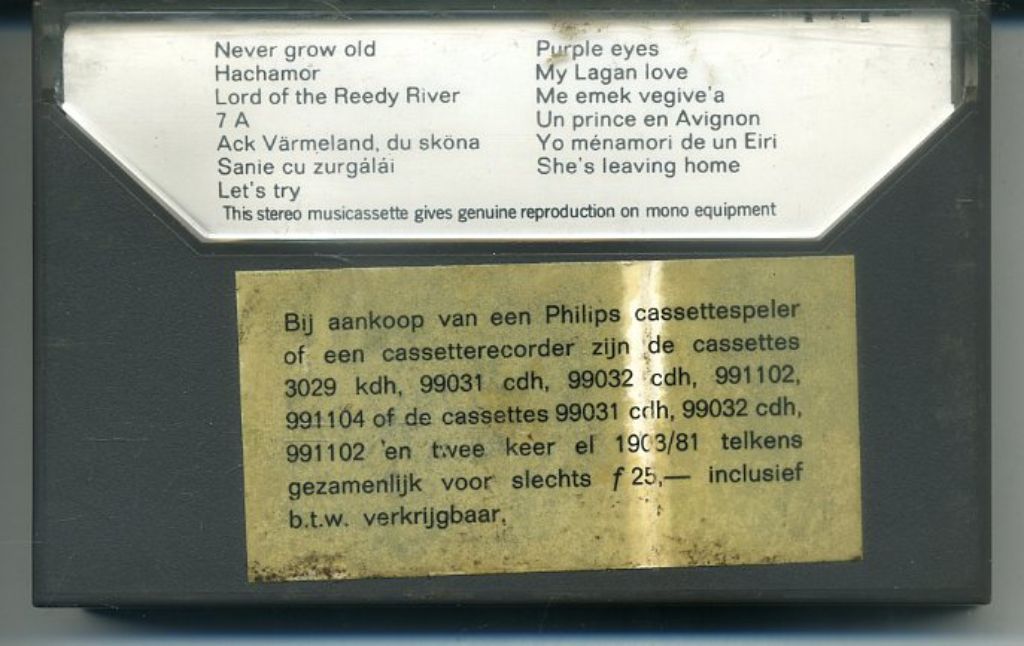 Never grow old
Hachamor
Lord of the Reedy River
7 A
Ack Värmeland, du sköna
Sanie cu zurgálái
Let's try
Purple eyes
My Lagan love
Me emek vegive'a
Un prince en Avignon
Yo ménamori de un Eiri
She's leaving home
This stereo musicassette gives genuine reproduction on mono equipment
Bij aankoop van een Philips cassettespeler
of een cassetterecorder zijn de cassettes
3029 kdh, 99031 cdh, 99032 cdh, 991102,
991104 of de cassettes 99031 cdh, 99032 cdh,
991102 en twee keer el 1903/81 telkens
gezamenlijk voor slechts ƒ 25,— inclusief
b.t.w. verkrijgbaar.